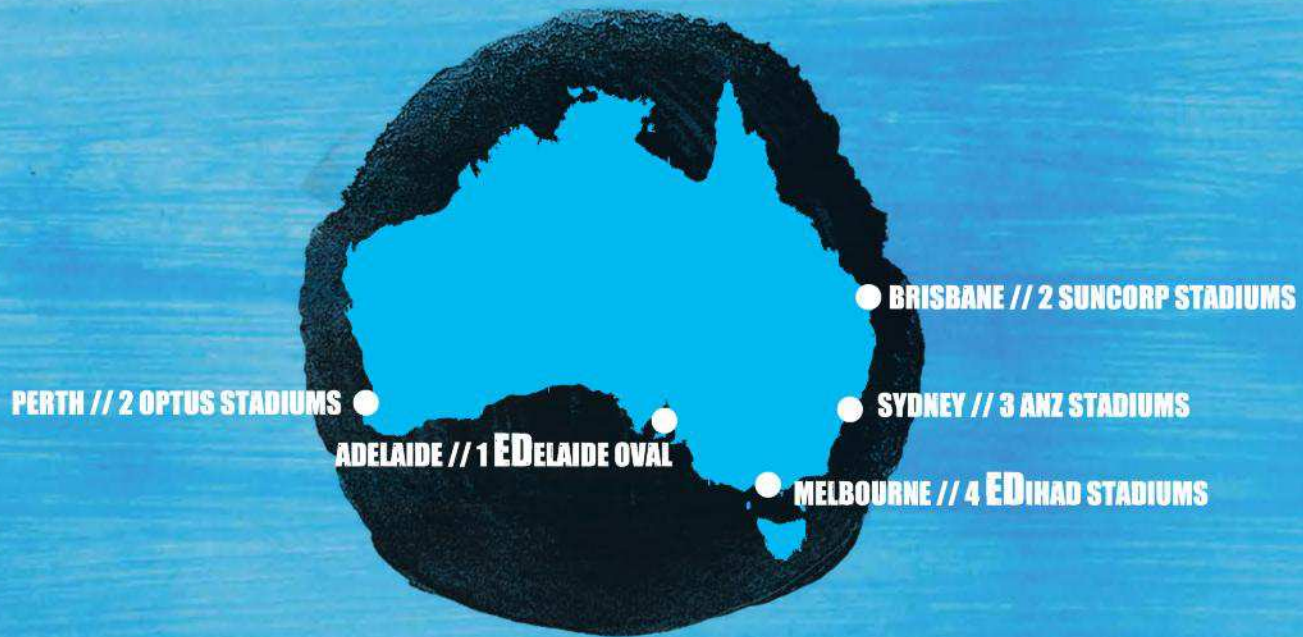 BRISBANE // 2 SUNCORP STADIUMS
PERTH // 2 OPTUS STADIUMS
SYDNEY // 3 ANZ STADIUMS
ADELAIDE // 1 EDELAIDE OVAL
MELBOURNE // 4 EDIHAD STADIUMS